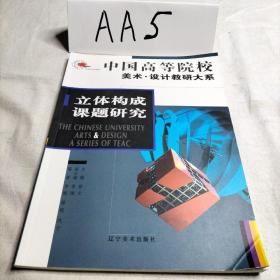 AA5
中国高等院校
美术·设计教研大系
立体构成
课题研究
THE CHINESE UNIVERSITY
ARTS & DESIGN
A SERIES OF TEAC
辽宁美术出版社